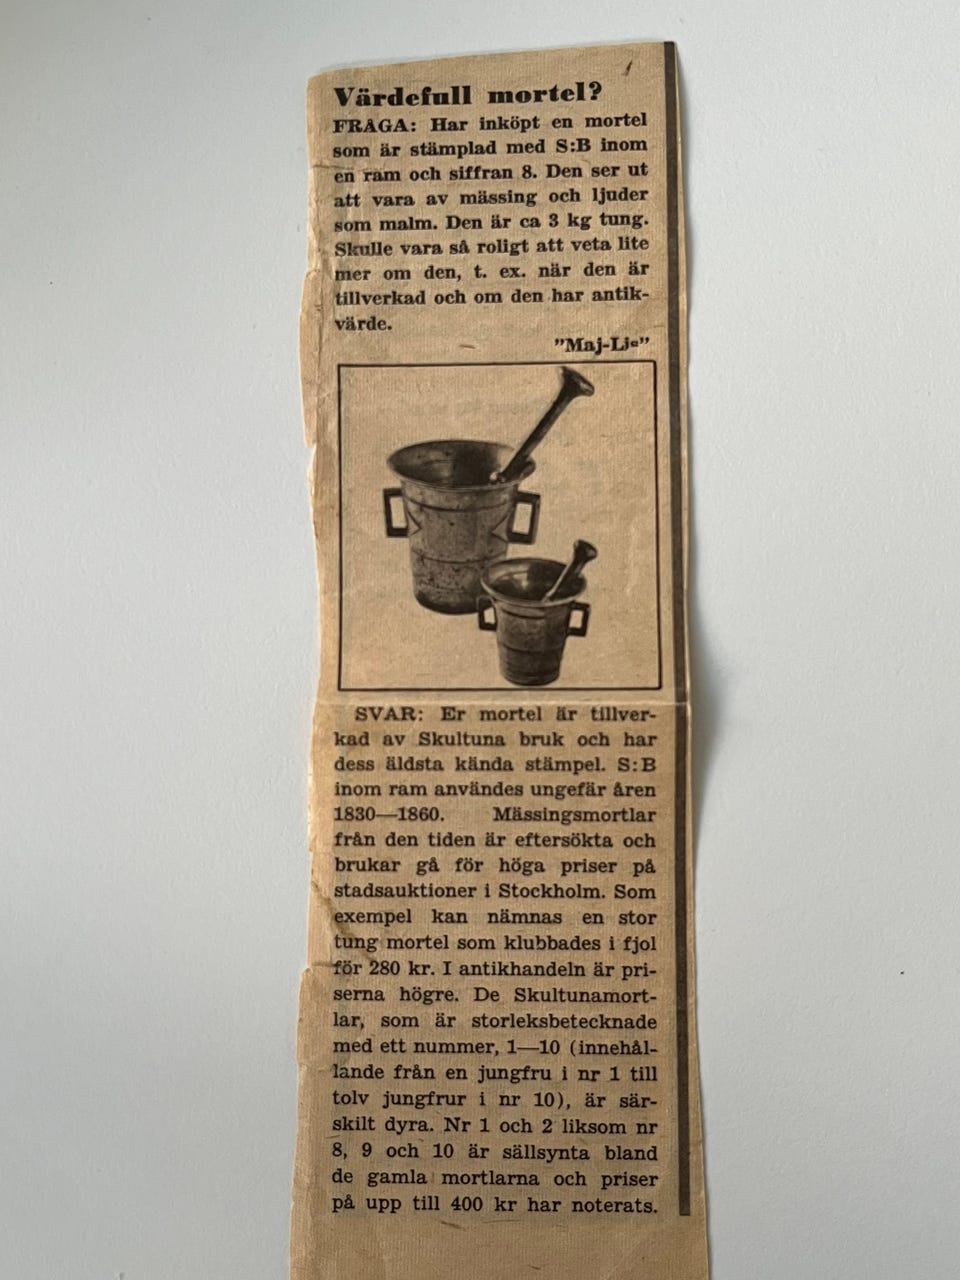 Värdefull mortel?
FRÅGA: Har inköpt en mortel
som är stämplad med S:B inom
en ram och siffran 8. Den ser ut
att vara av mässing och ljuder
som malm. Den är ca 3 kg tung.
Skulle vara så roligt att veta lite
mer om den, t. ex. när den är
tillverkad och om den har antik-
värde.
SVAR: Er mortel är tillver-
kad av Skultuna bruk och har
dess äldsta kända stämpel. S:B
inom ram användes ungefär åren
1830—1860. Mässingsmortlar
från den tiden är eftersökta och
brukar gå för höga priser på
stadsauktioner i Stockholm. Som
exempel kan nämnas en stor
tung mortel som klubbades i fjol
för 280 kr. I antikhandeln är pri-
serna högre. De Skultunamort-
lar, som är storleksbetecknade
med ett nummer, 1—10 (innehål-
lande från en jungfru i nr 1 till
tolv jungfrur i nr 10), är sär-
skilt dyra. Nr 1 och 2 liksom nr
8, 9 och 10 är sällsynta bland
de gamla mortlarna och priser
på upp till 400 kr har noterats.